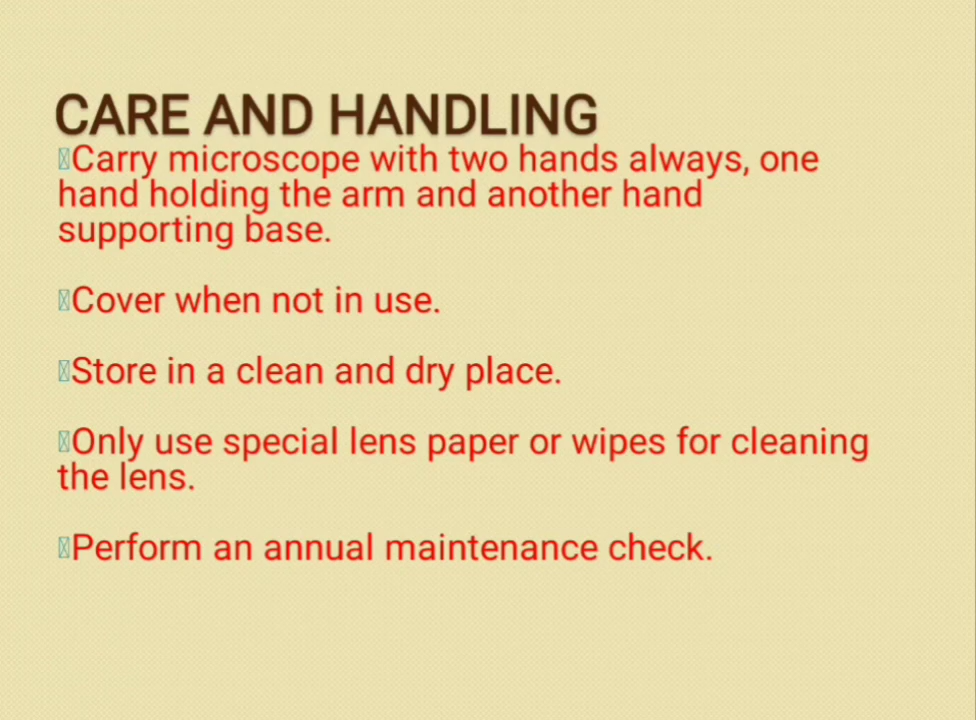 CARE AND HANDLING
Carry microscope with two hands always, one
hand holding the arm and another hand
supporting base.
Cover when not in use.
Store in a clean and dry place.
Only use special lens paper or wipes for cleaning
the lens.
Perform an annual maintenance check.